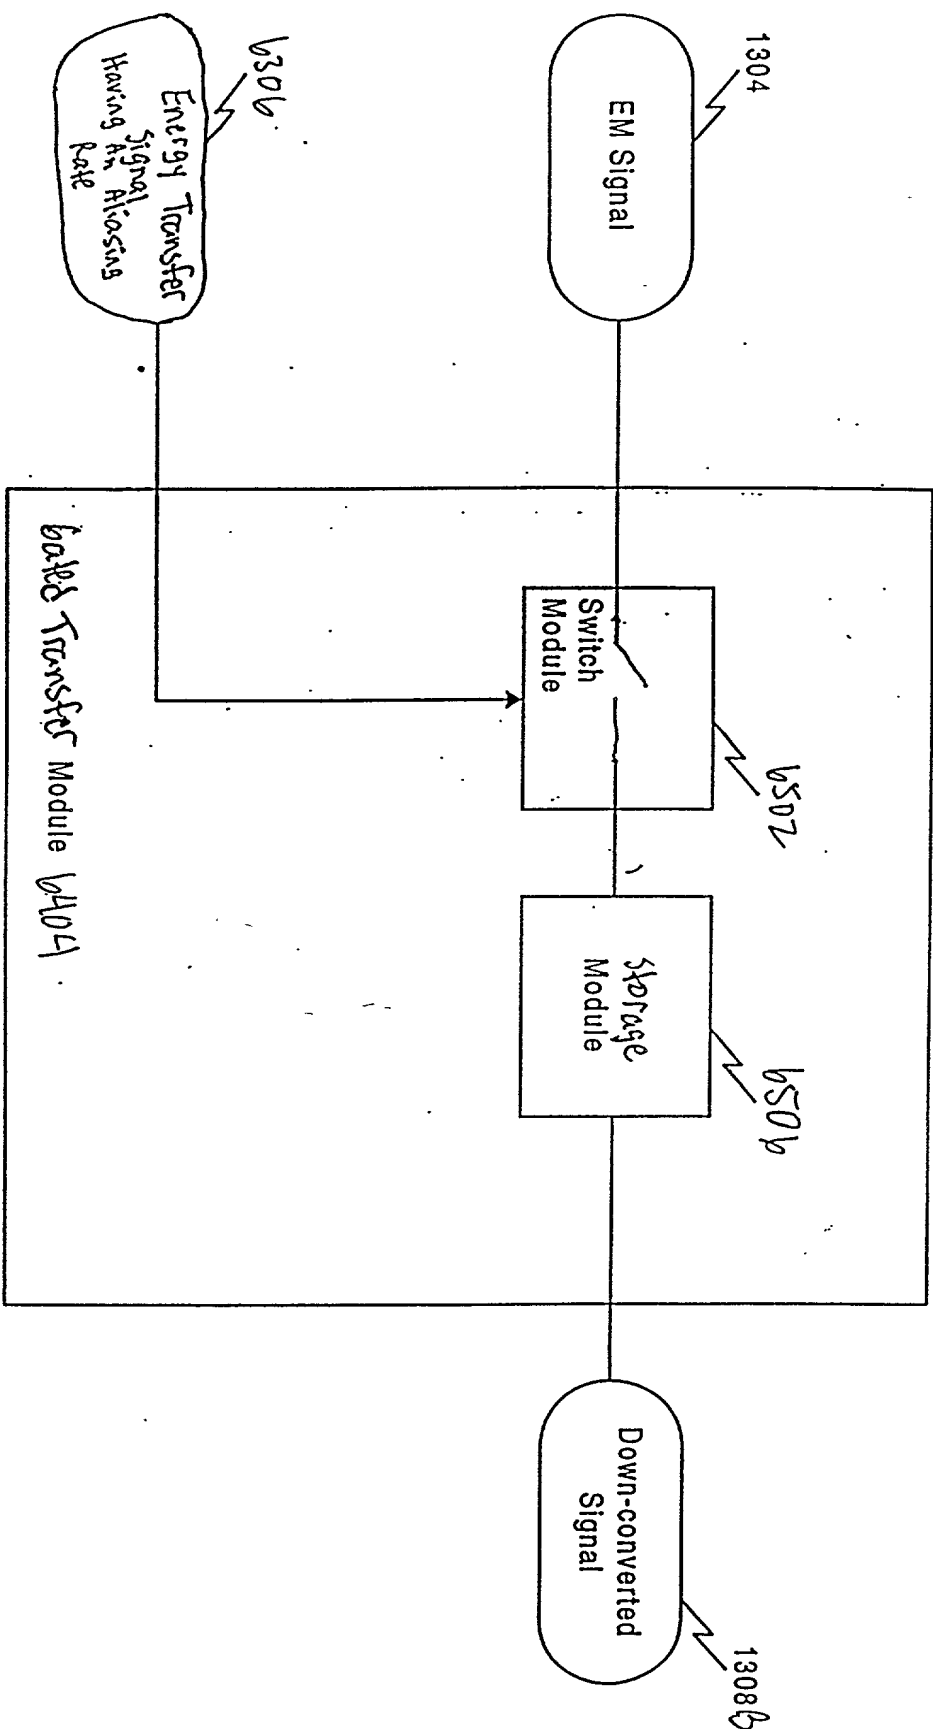 1304
EM Signal
6306
Energy Transfer
Signal
Having An Aliasing
Rate
6502
Switch
Module
6506
Storage
Module
Gated Transfer Module 6404
Down-converted
Signal
1308B